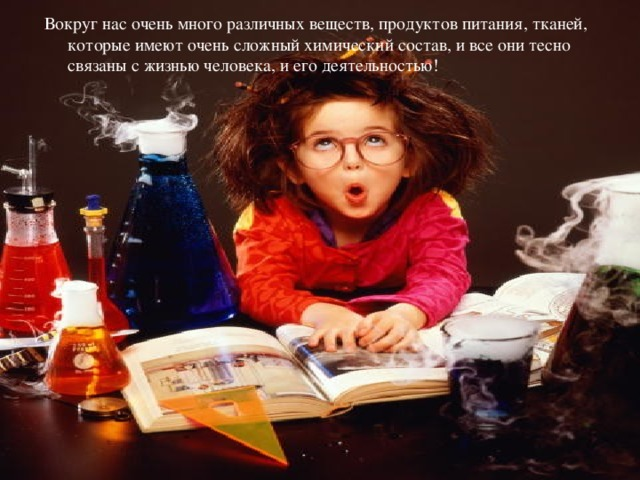 Вокруг нас очень много различных веществ, продуктов питания, тканей,
которые имеют очень сложный химический состав, и все они тесно
связаны с жизнью человека, и его деятельностью!